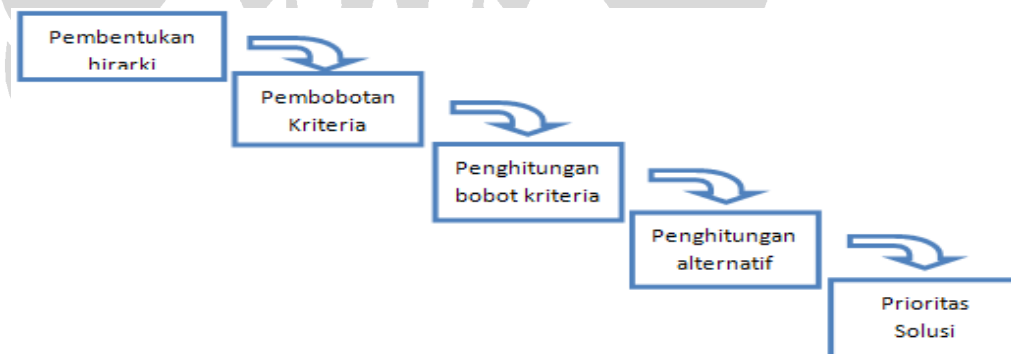 Pembentukan
hirarki
Pembobotan
Kriteria
Penghitungan
bobot kriteria
Penghitungan
alternatif
Prioritas
Solusi